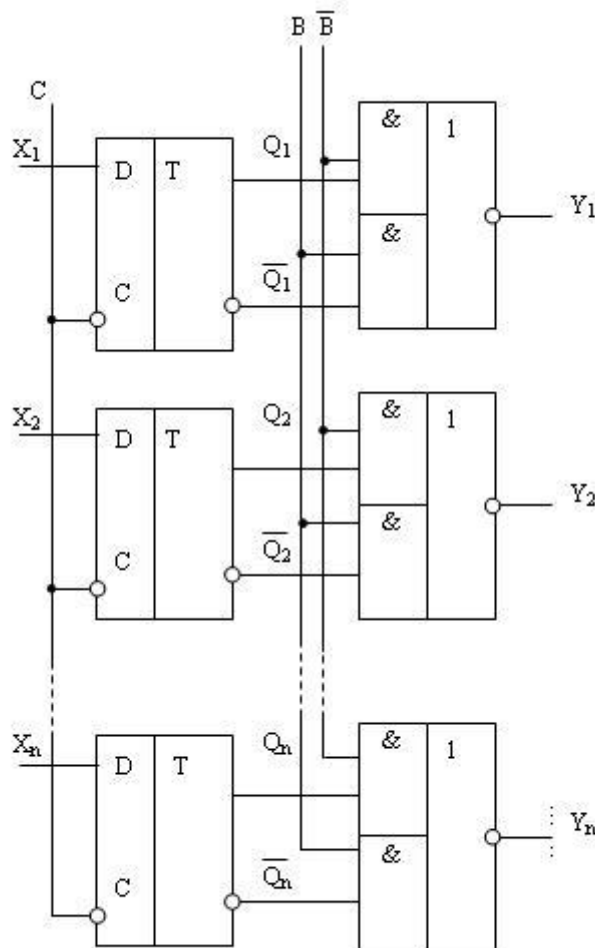 B B̅
C
X₁ D T Q₁ & 1
& Y₁
C Q̅₁
X₂ D T Q₂ & 1
& Y₂
C Q̅₂
Xₙ D T Qₙ & 1
& Yₙ
C Q̅ₙ